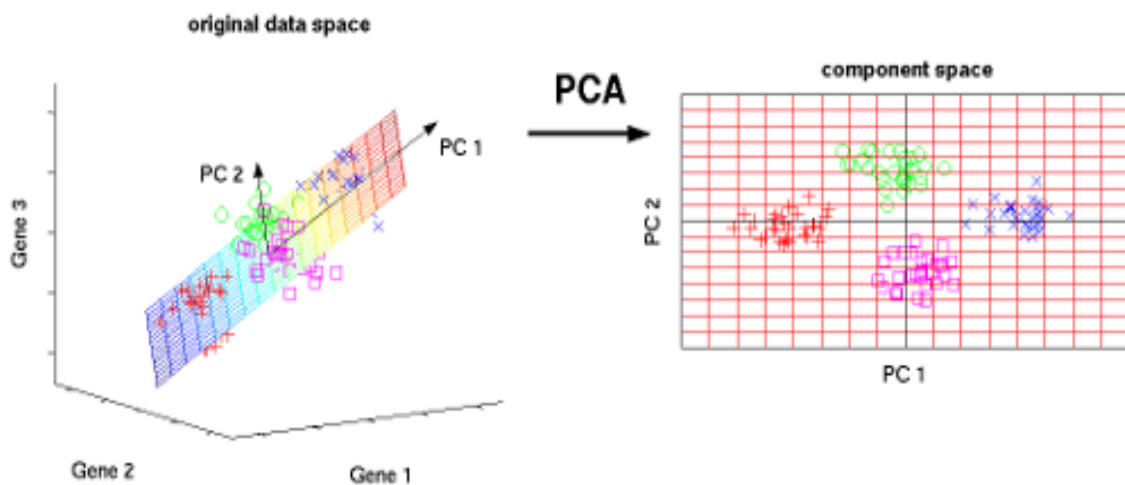 original data space
PC 1
PC 2
Gene 3
Gene 2
Gene 1
PCA
component space
PC 2
PC 1